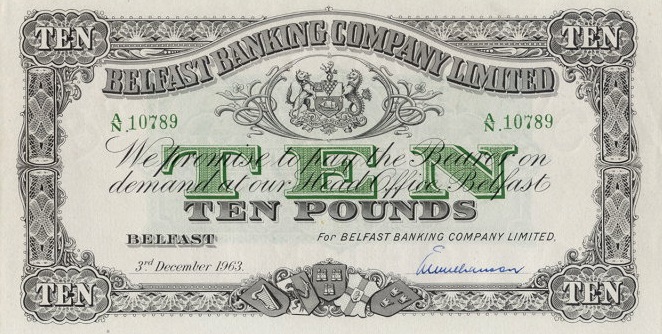 TEN TEN
BELFAST BANKING COMPANY LIMITED
A/N 10789 A/N 10789
We Promise to pay the Bearer on
demand at our Head Office Belfast
TEN
TEN POUNDS
BELFAST For BELFAST BANKING COMPANY LIMITED.
3rd December 1963.
TEN TEN